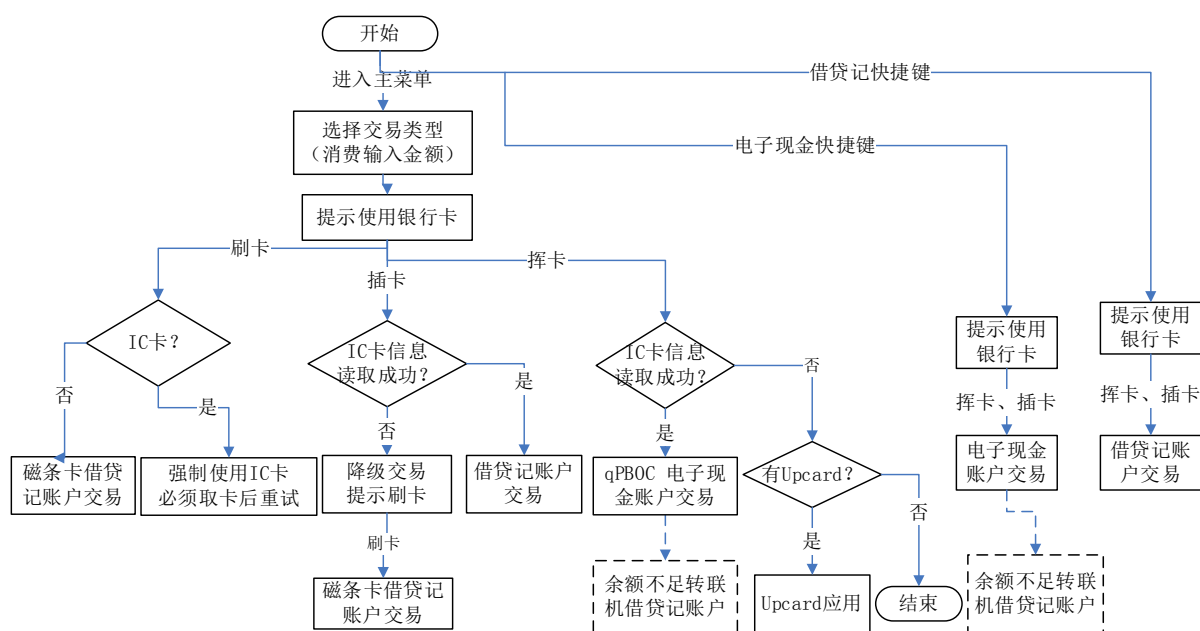 开始
进入主菜单
借贷记快捷键
选择交易类型
（消费输入金额）
电子现金快捷键
提示使用银行卡
刷卡
插卡
挥卡
IC卡？
IC卡信息
读取成功？
IC卡信息
读取成功？
提示使用
银行卡
提示使用
银行卡
否
是
否
是
是
否
挥卡、插卡
挥卡、插卡
磁条卡借贷
记账户交易
强制使用IC卡
必须取卡后重试
降级交易
提示刷卡
借贷记账户
交易
qPBOC 电子现
金账户交易
有Upcard？
电子现金
账户交易
借贷记账
户交易
刷卡
是
否
磁条卡借贷记
账户交易
余额不足转联
机借贷记账户
Upcard应用
结束
余额不足转联
机借贷记账户